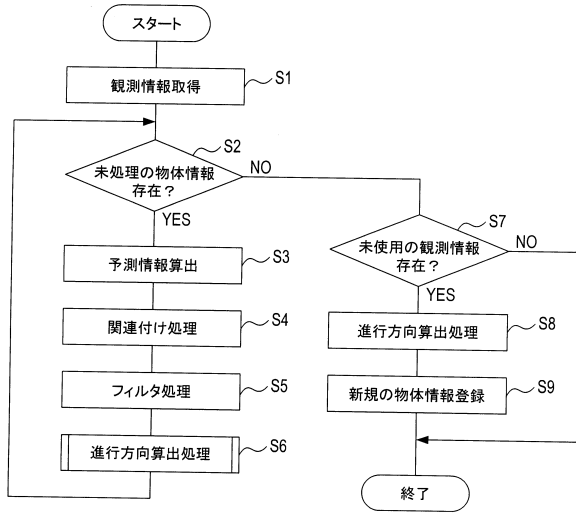 スタート
観測情報取得
S1
未処理の物体情報
存在？
S2
NO
YES
予測情報算出
S3
関連付け処理
S4
フィルタ処理
S5
進行方向算出処理
S6
未使用の観測情報
存在？
S7
NO
YES
進行方向算出処理
S8
新規の物体情報登録
S9
終了